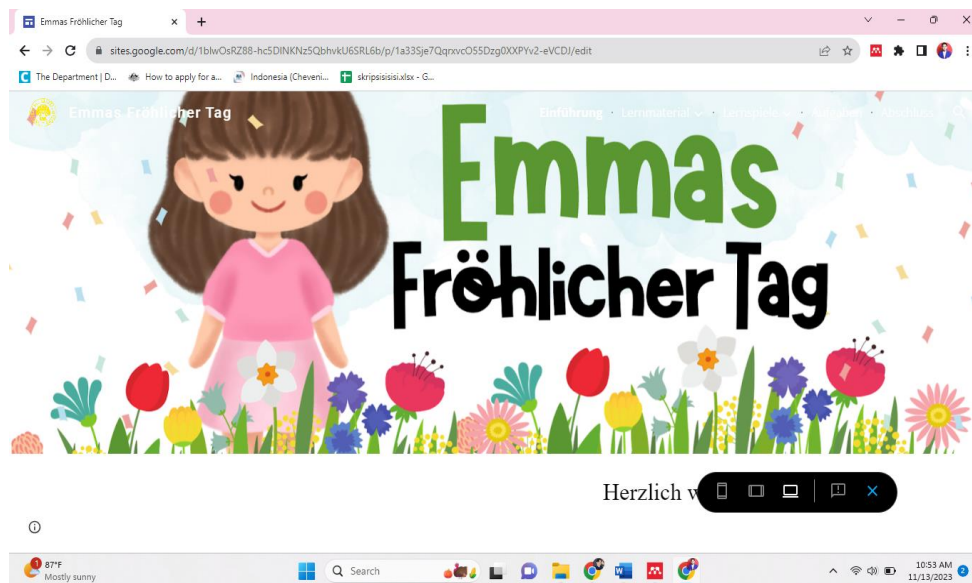 Emmas Fröhlicher Tag
sites.google.com/d/1blwOsRZ88-hc5DINKNz5QbhvkU6SRL6b/p/1a33Sje7QqrxvcO55Dzg0XXPYv2-eVCDJ/edit
The Department | D... How to apply for a... Indonesia (Cheveni... skripsisisisi.xlsx - G...
Emmas Fröhlicher Tag Einführung Lernmaterial Lernspiele
Emmas
Fröhlicher Tag
Herzlich w
87°F
Mostly sunny
Search
10:53 AM
11/13/2023